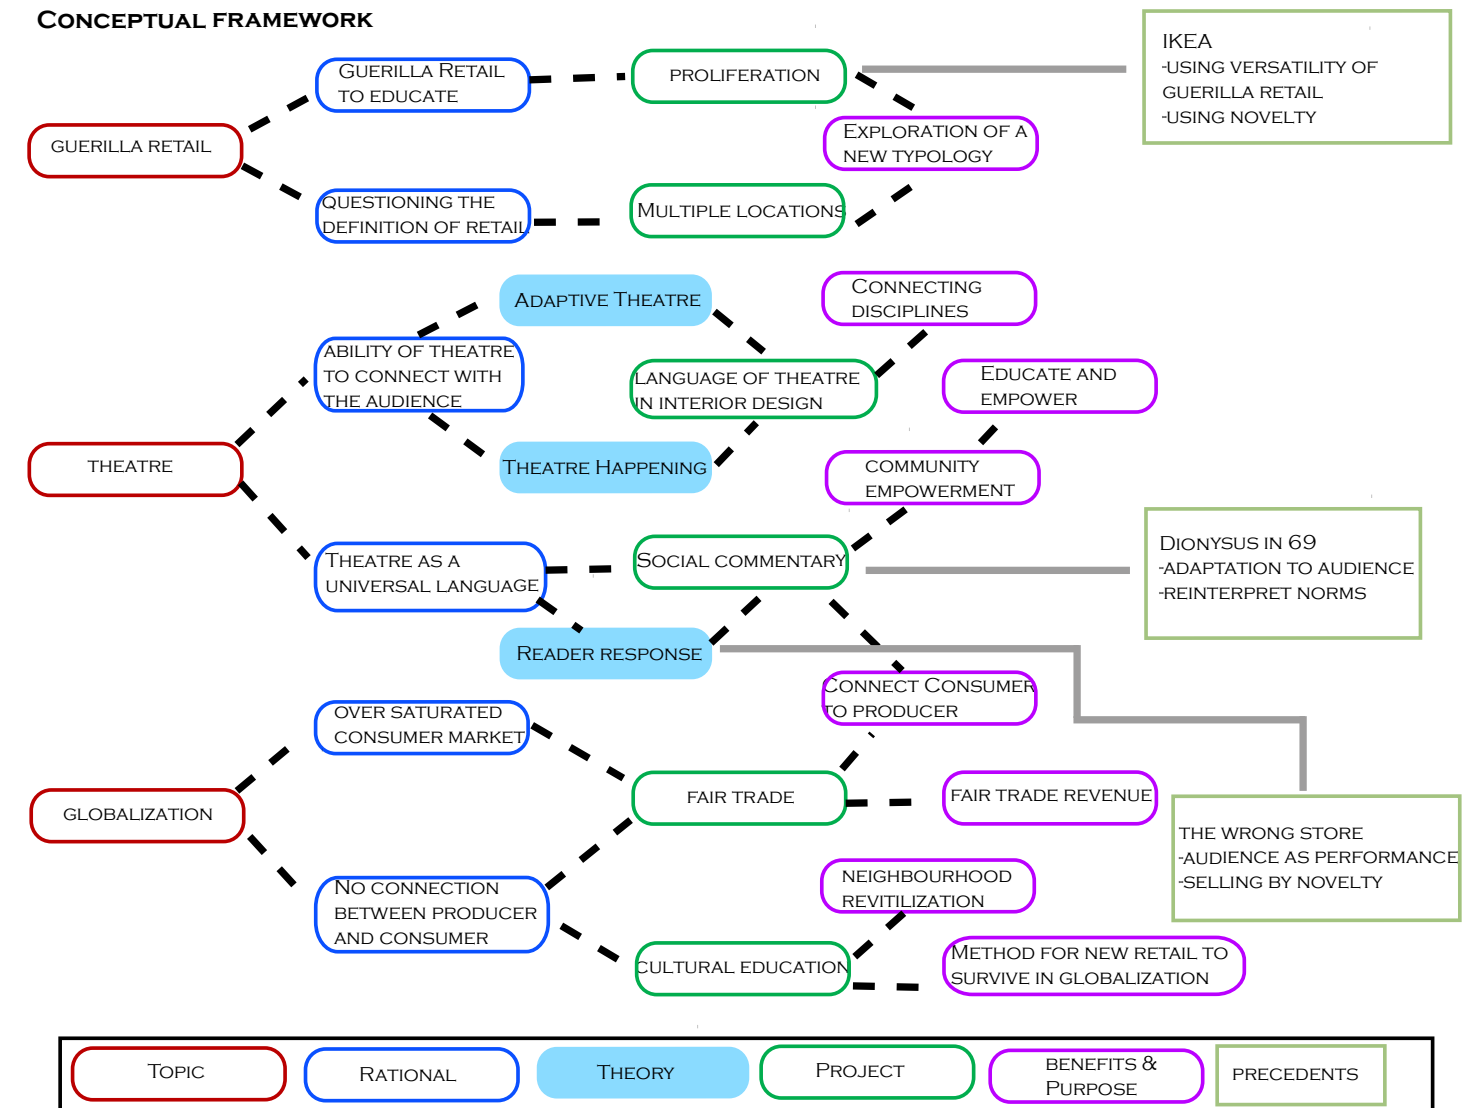 Conceptual framework
Guerilla Retail
to educate
proliferation
IKEA
-using versatility of
guerilla retail
-using novelty
guerilla retail
Exploration of a
new typology
questioning the
definition of retail
Multiple locations
Adaptive Theatre
Connecting
disciplines
ability of theatre
to connect with
the audience
language of theatre
in interior design
Educate and
empower
theatre
Theatre Happening
community
empowerment
Theatre as a
universal language
Social commentary
Dionysus in 69
-adaptation to audience
-reinterpret norms
Reader response
Connect Consumer
to producer
over saturated
consumer market
globalization
fair trade
fair trade revenue
the wrong store
-audience as performance
-selling by novelty
No connection
between producer
and consumer
neighbourhood
revitilization
cultural education
Method for new retail to
survive in globalization
Topic
Rational
Theory
Project
benefits &
Purpose
precedents